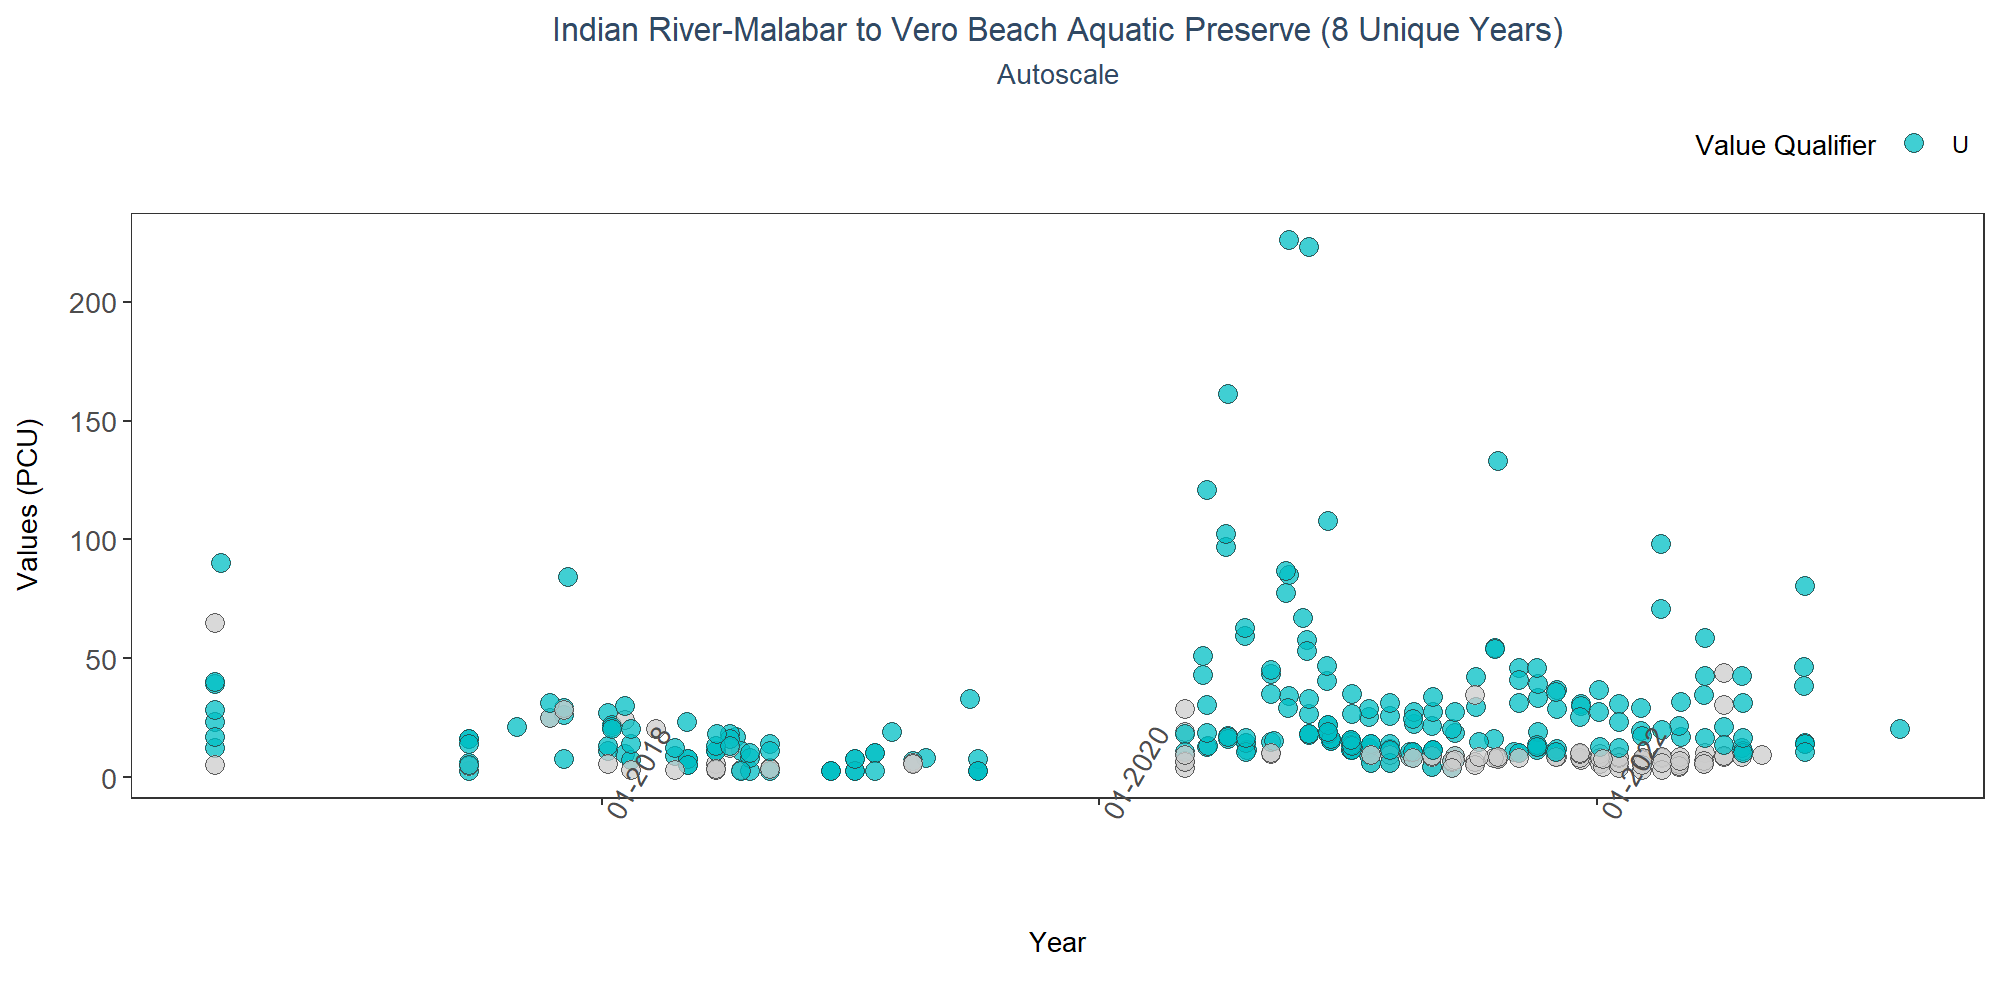 Indian River-Malabar to Vero Beach Aquatic Preserve (8 Unique Years)
Autoscale
Value Qualifier
U
Values (PCU)
200
150
100
50
0
01-2018
01-2020
01-2022
Year